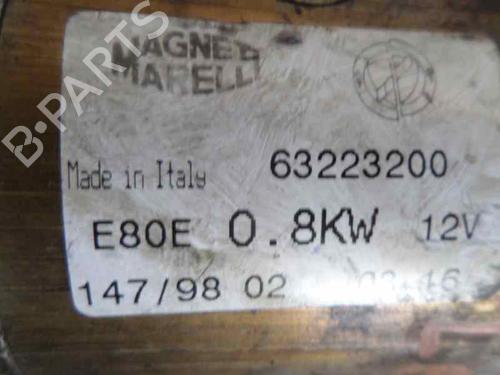 MAGNETI
MARELLI
Made in Italy 63223200
E80E 0.8KW 12V
147/98 02
B-PARTS